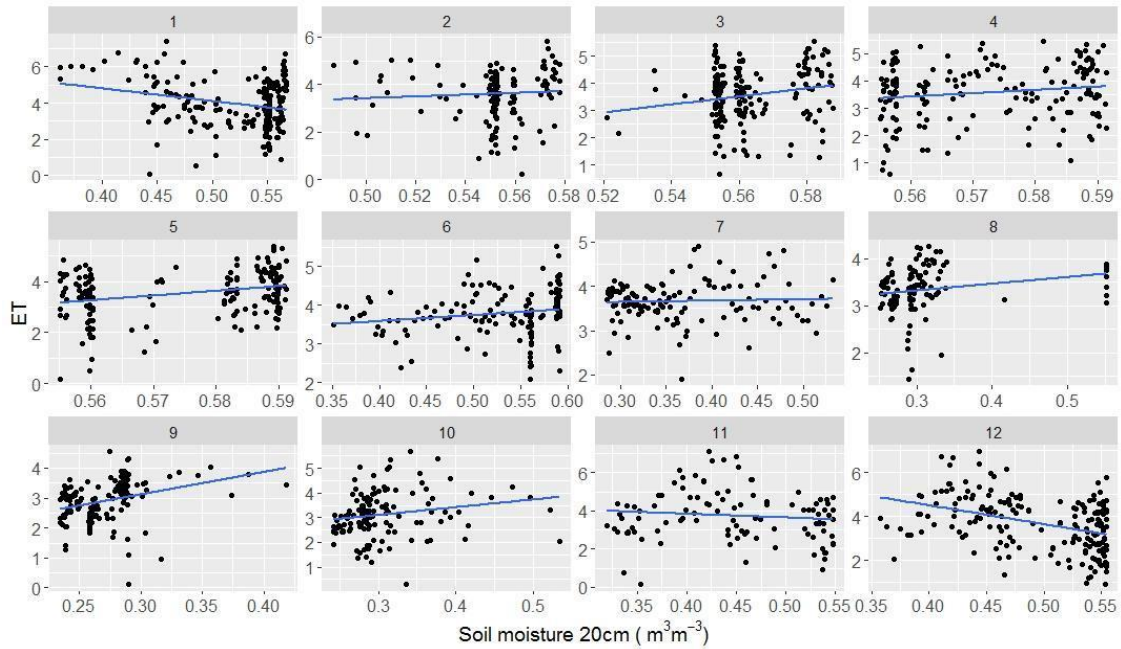 1 2 3 4
6 4 2 0
6 4 2 0
5 4 3 2 1
5 4 3 2 1
0.40 0.45 0.50 0.55
0.50 0.52 0.54 0.56 0.58
0.52 0.54 0.56 0.58
0.56 0.57 0.58 0.59
5 6 7 8
ET
4 2 0
5 4 3 2
5 4 3 2
4 3 2
0.56 0.57 0.58 0.59
0.35 0.40 0.45 0.50 0.55 0.60
0.30 0.35 0.40 0.45 0.50
0.3 0.4 0.5
9 10 11 12
4 3 2 1 0
5 4 3 2 1
6 4 2 0
6 4 2
0.25 0.30 0.35 0.40
0.3 0.4 0.5
0.35 0.40 0.45 0.50 0.55
0.35 0.40 0.45 0.50 0.55
Soil moisture 20cm ( m³m⁻³)